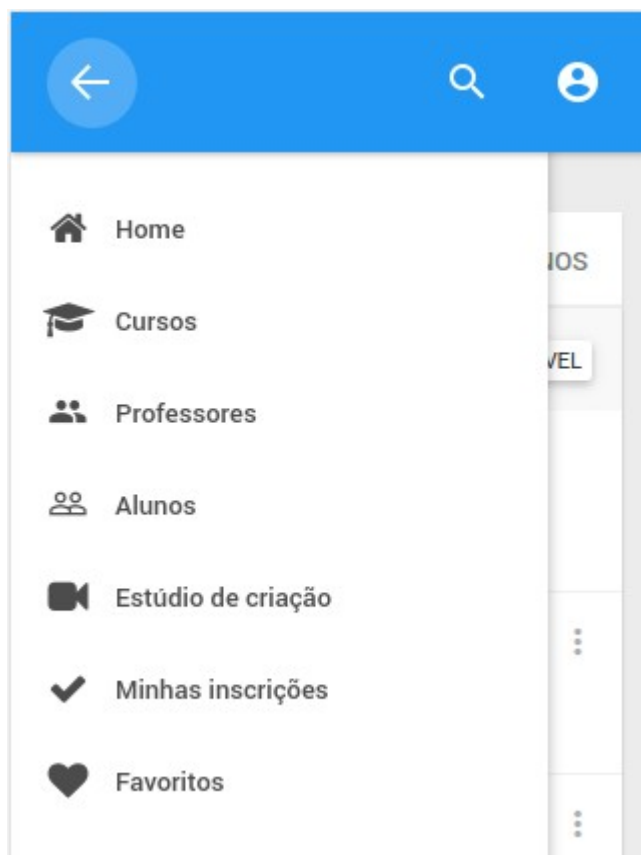 Home
Cursos
Professores
Alunos
Estúdio de criação
Minhas inscrições
Favoritos